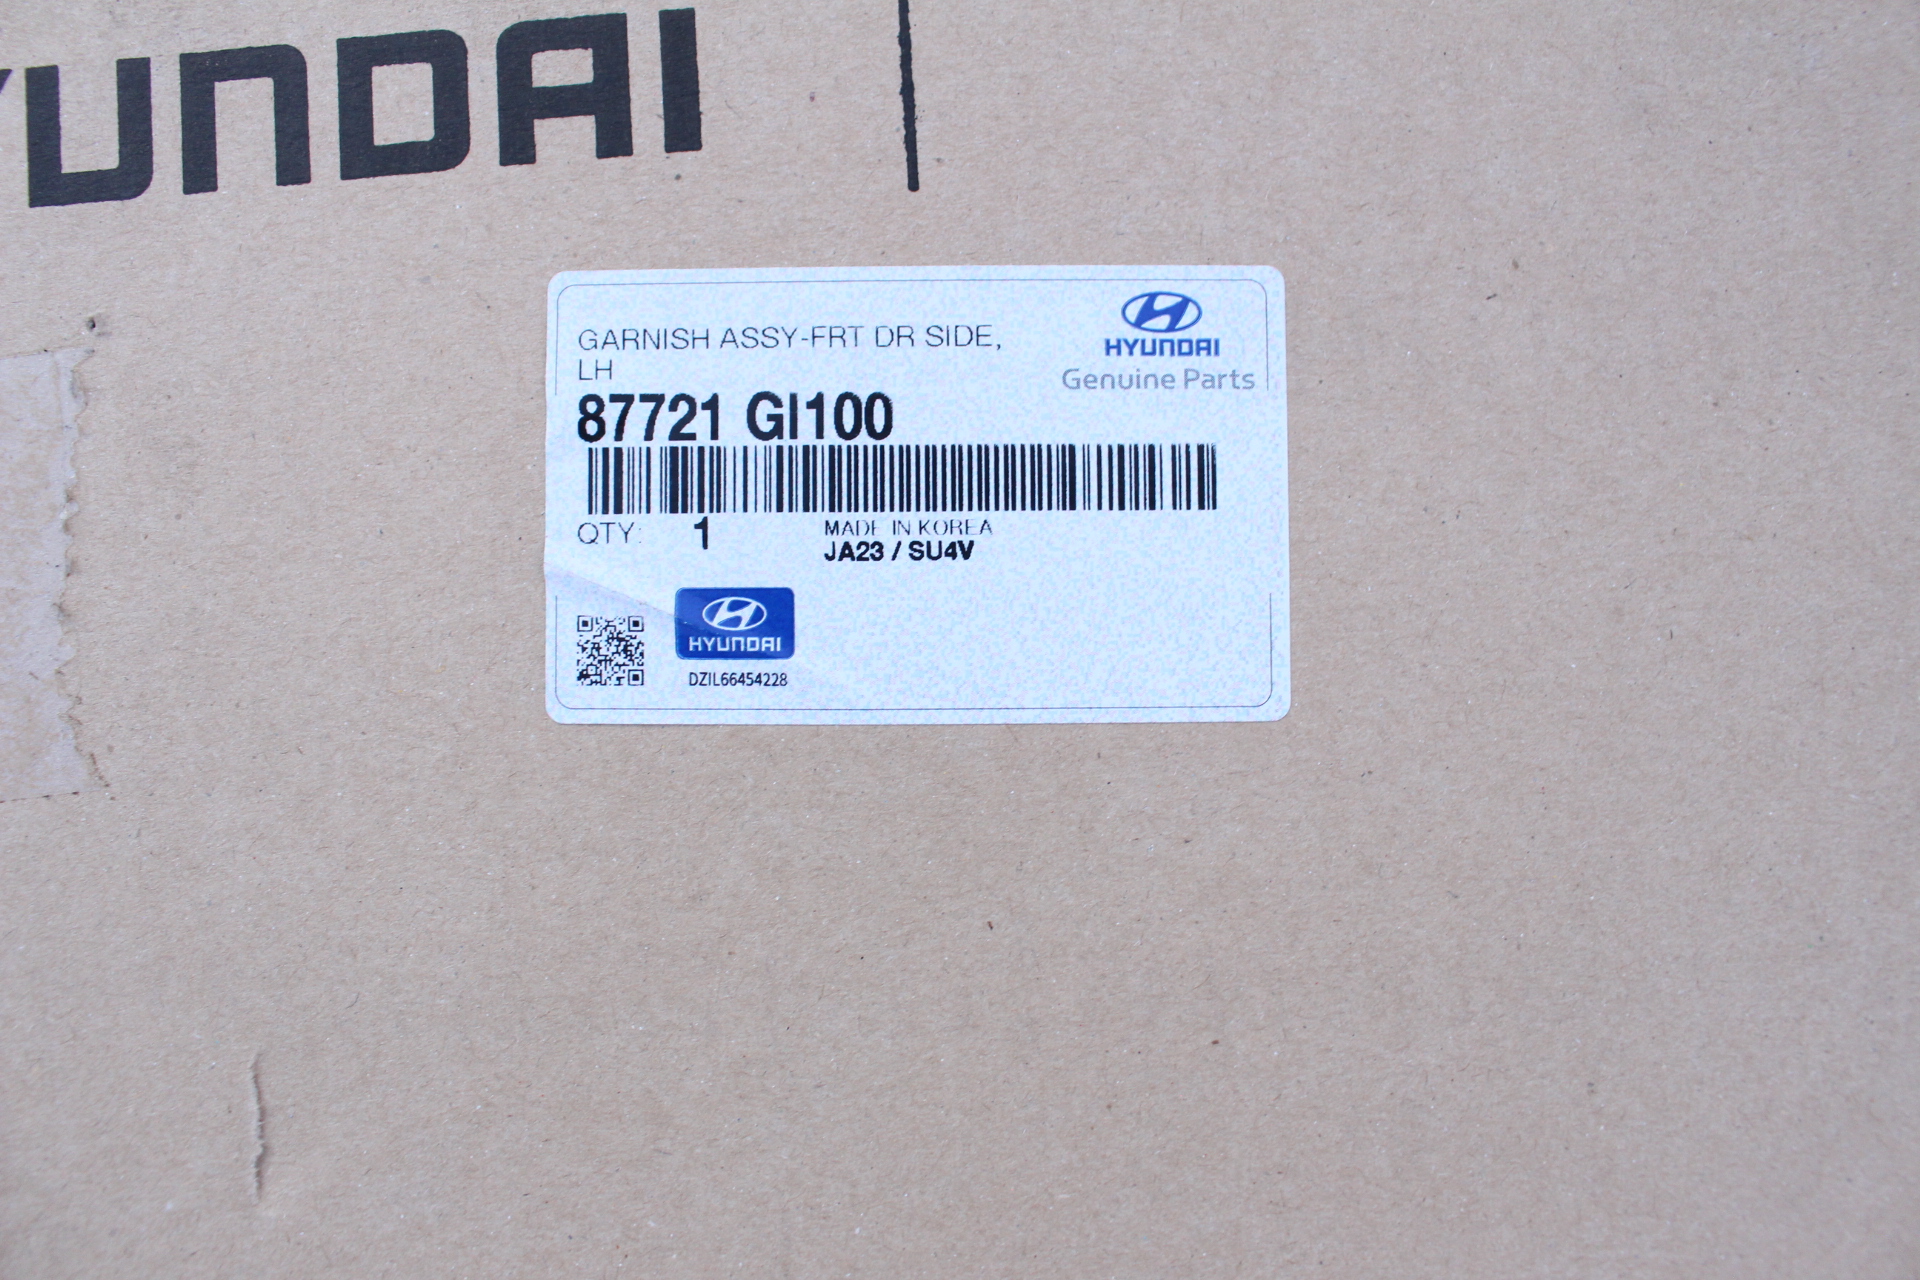 YUNDAI
GARNISH ASSY-FRT DR SIDE,
LH
87721 GI100
HYUNDAI
Genuine Parts
QTY: 1
MADE IN KOREA
JA23 / SU4V
HYUNDAI
DZIL66454228